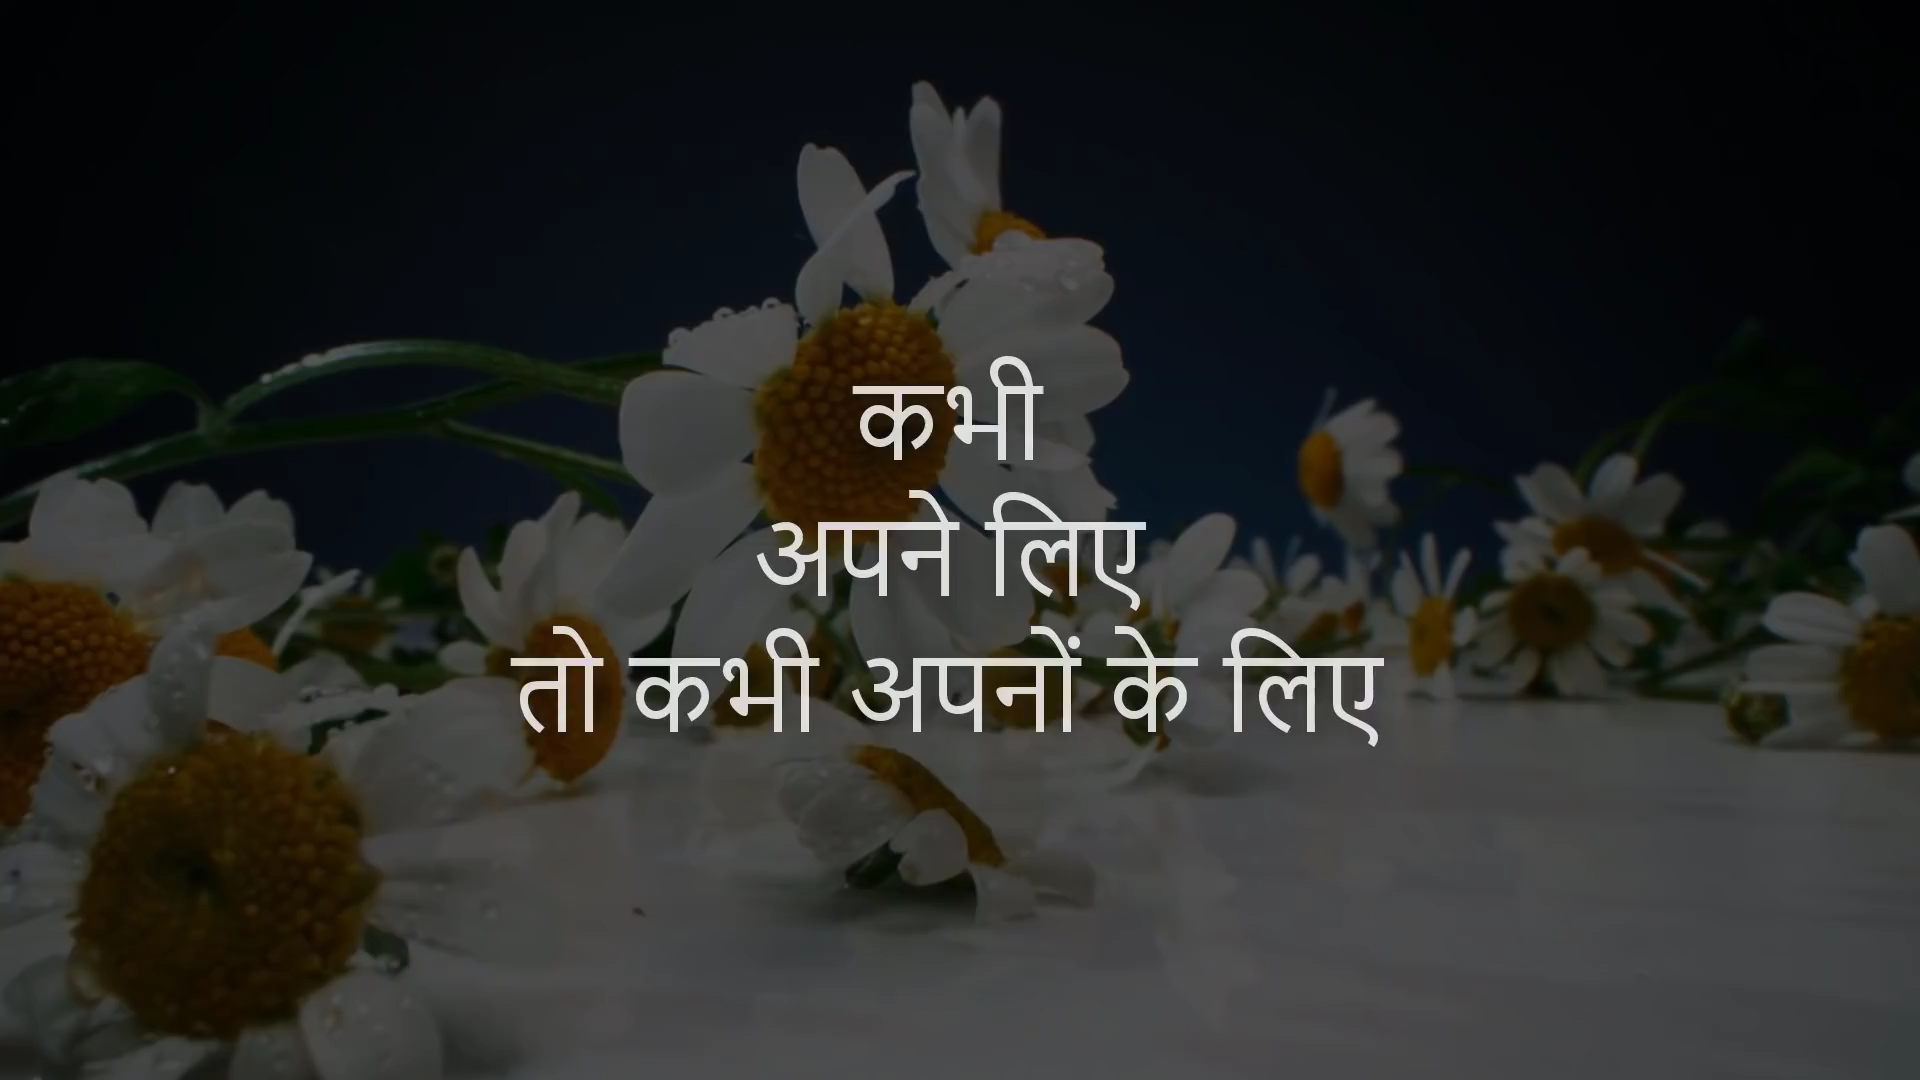 कभी
अपने लिए
तो कभी अपनों के लिए